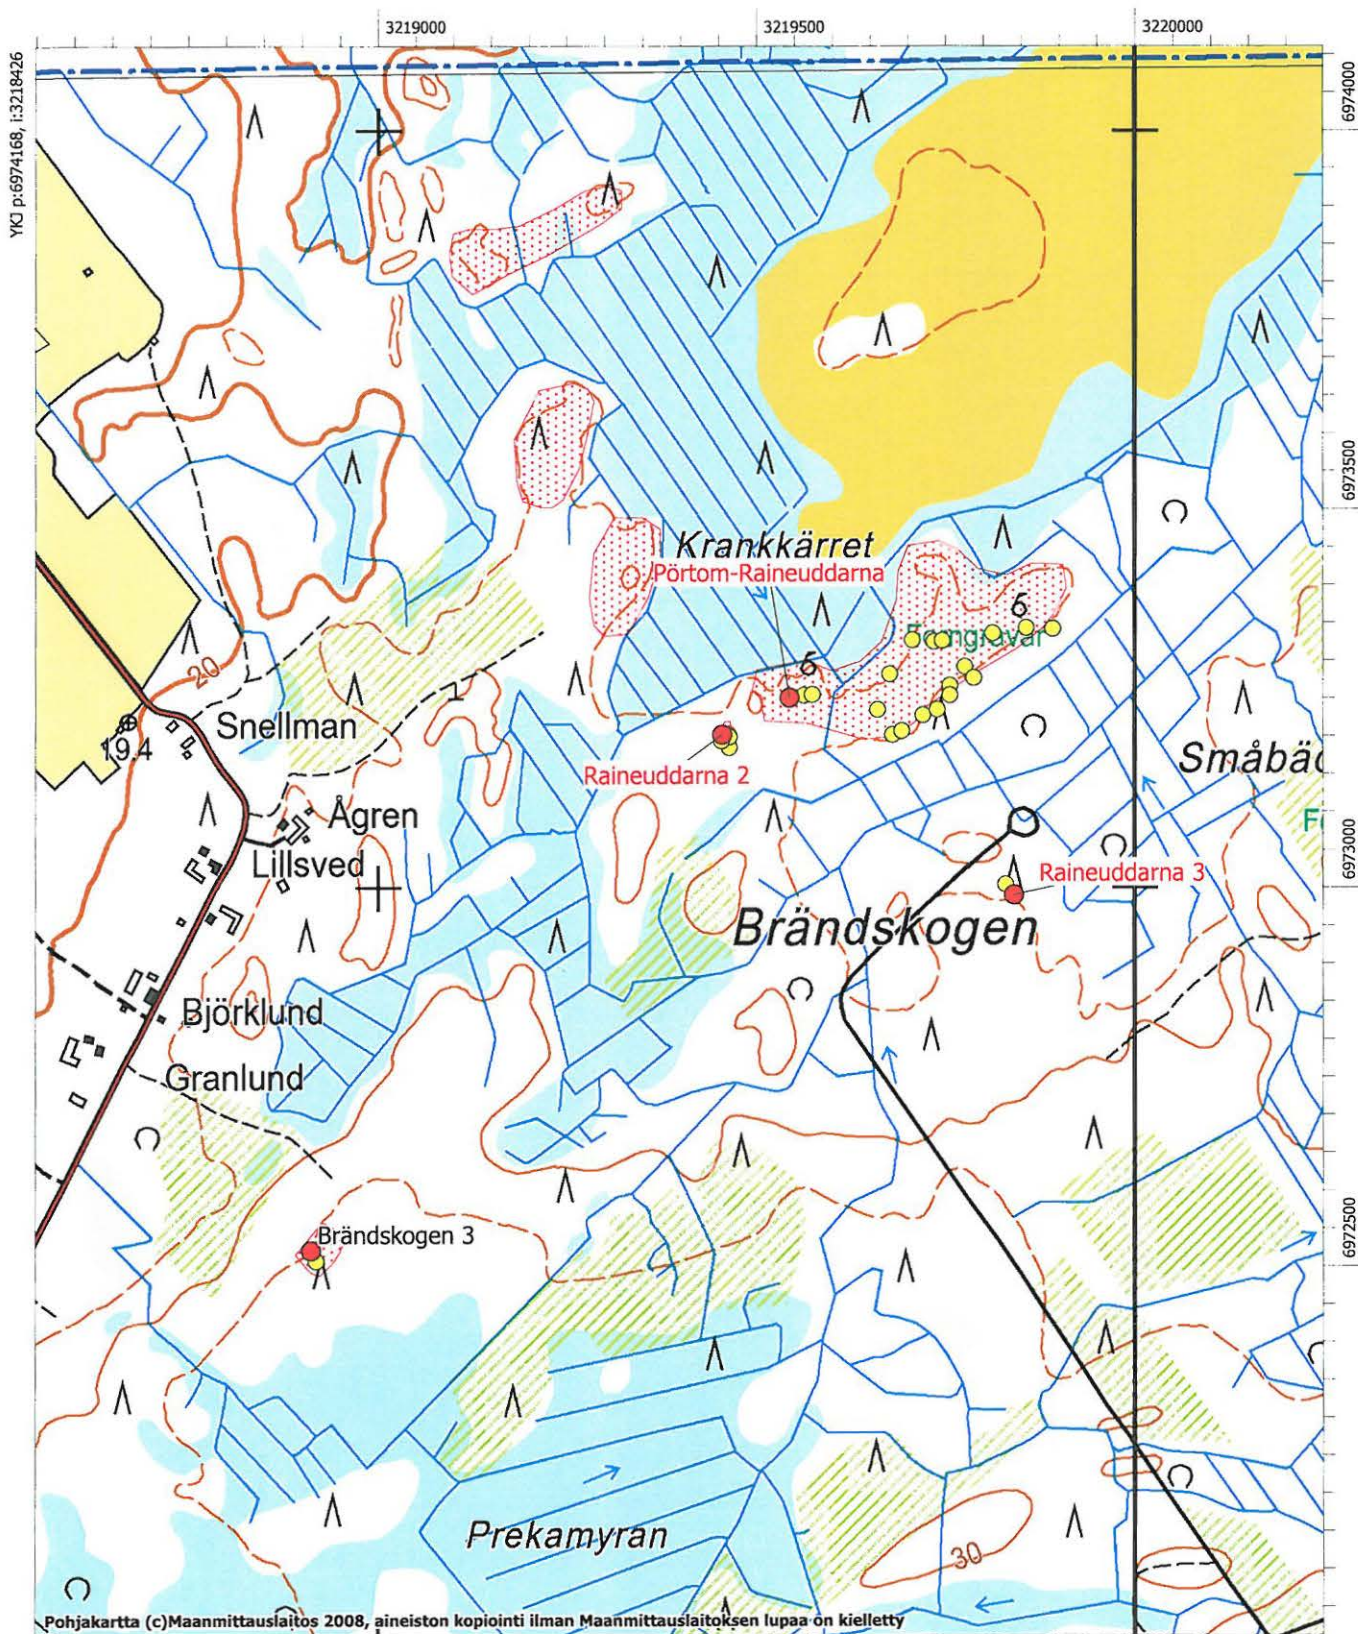 3219000
3219500
3220000
YKJ p:6974168, i:3218426
6974000
6973500
Krankkärret
Pörtom-Raineuddarna
Forngravar
20
Snellman
19.4
Småbäc
Raineuddarna 2
Ågren
Lillsved
6973000
Raineuddarna 3
Brändskogen
Björklund
Granlund
6972500
Brändskogen 3
Prekamyran
30
Pohjakartta (c)Maanmittauslaitos 2008, aineiston kopiointi ilman Maanmittauslaitoksen lupaa on kielletty